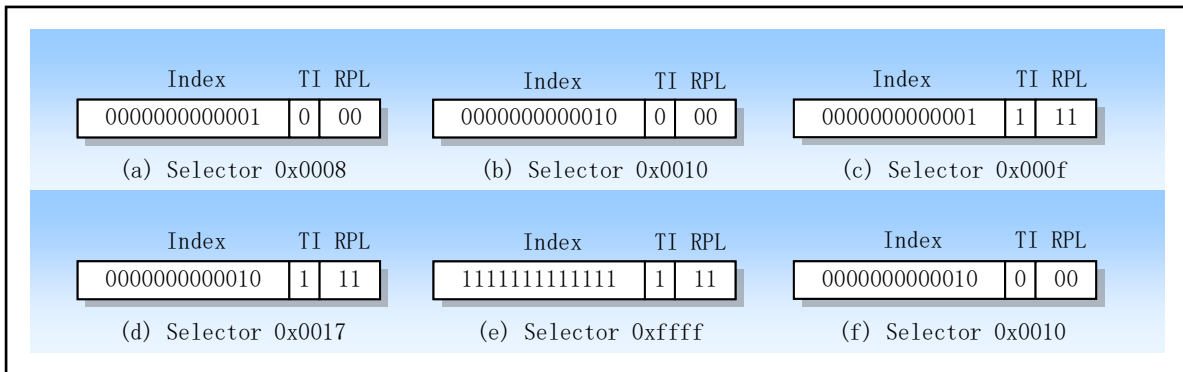 Index TI RPL Index TI RPL Index TI RPL
0000000000001 0 00 0000000000010 0 00 0000000000001 1 11
(a) Selector 0x0008 (b) Selector 0x0010 (c) Selector 0x000f
Index TI RPL Index TI RPL Index TI RPL
0000000000010 1 11 1111111111111 1 11 0000000000010 0 00
(d) Selector 0x0017 (e) Selector 0xffff (f) Selector 0x0010